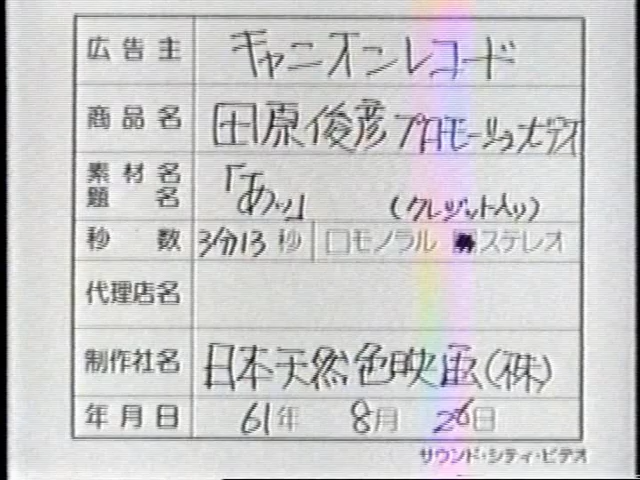 広告主 キャニオンレコード
商品名 田原俊彦プロモーションビデオ
素材名 「あッ」 (クレジット入り)
題名
秒数 3分13秒 □モノラル ■ステレオ
代理店名
制作社名 日本天然色映画(株)
年月日 61年 8月 26日
サウンド・シティ・ビデオ